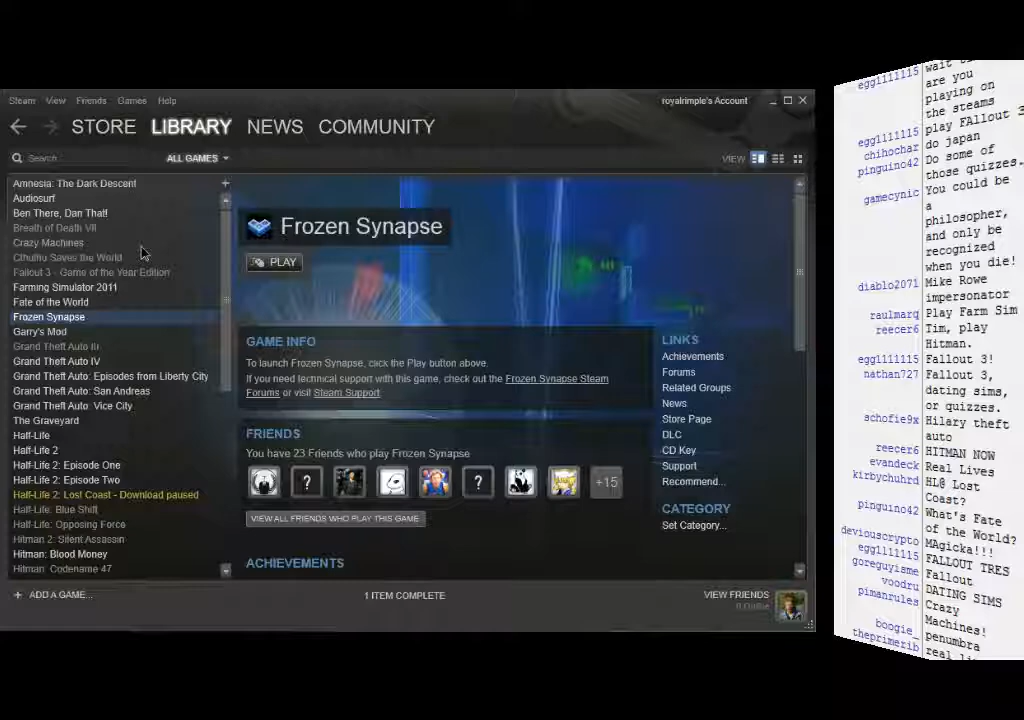 Steam View Friends Games Help
royalrimple's Account
STORE LIBRARY NEWS COMMUNITY
Search
ALL GAMES
VIEW
Amnesia: The Dark Descent
Audiosurf
Ben There, Dan That!
Breath of Death VII
Crazy Machines
Cthulhu Saves the World
Fallout 3 - Game of the Year Edition
Farming Simulator 2011
Fate of the World
Frozen Synapse
Garry's Mod
Grand Theft Auto III
Grand Theft Auto IV
Grand Theft Auto: Episodes from Liberty City
Grand Theft Auto: San Andreas
Grand Theft Auto: Vice City
The Graveyard
Half-Life
Half-Life 2
Half-Life 2: Episode One
Half-Life 2: Episode Two
Half-Life 2: Lost Coast - Download paused
Half-Life: Blue Shift
Half-Life: Opposing Force
Hitman 2: Silent Assassin
Hitman: Blood Money
Hitman: Codename 47
+ ADD A GAME...
Frozen Synapse
PLAY
GAME INFO
To launch Frozen Synapse, click the Play button above.
If you need technical support with this game, check out the Frozen Synapse Steam
Forums or visit Steam Support
FRIENDS
You have 23 Friends who play Frozen Synapse
+15
VIEW ALL FRIENDS WHO PLAY THIS GAME
ACHIEVEMENTS
LINKS
Achievements
Forums
Related Groups
News
Store Page
DLC
CD Key
Support
Recommend...
CATEGORY
Set Category...
1 ITEM COMPLETE
VIEW FRIENDS
0 Online
egg1111115 wait
are you
playing on
the steams
egg1111115 play FAllout 3
chihochar do japan
pinguino42 Do some of
those quizzes.
gamecynic You could be
a
philosopher,
and only be
recognized
when you die!
diablo2071 Mike Rowe
impersonator
raulmarq Play Farm Sim
reecer6 Tim, play
Hitman.
egg1111115 Fallout 3!
nathan727 Fallout 3,
dating sims,
or quizzes.
schofie9x Hilary theft
auto
reecer6 HITMAN NOW
evandeck Real Lives
kirbychuhrd HL@ Lost
Coast?
pinguino42 What's Fate
of the World?
deviouscrypto MAgicka!!!
egg1111115 FALLOUT TRES
goreguyisme Fallout
voodru DATING SIMS
pimanrules Crazy
Machines!
boogie_ penumbra
theprimerib real